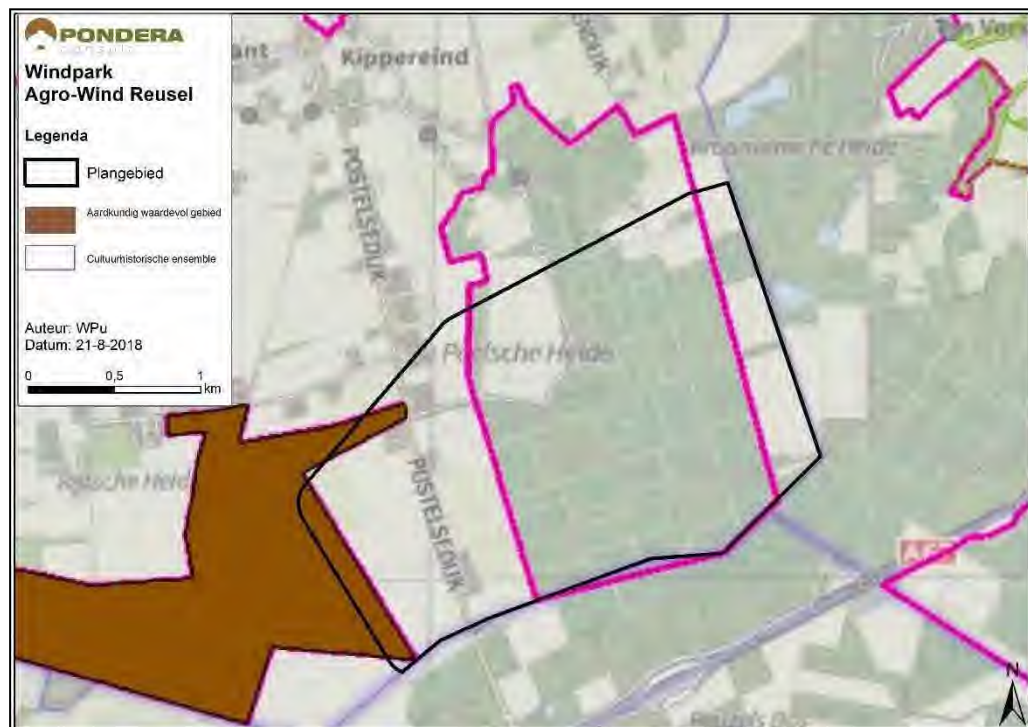 PONDERA
Windpark
Agro-Wind Reusel
Legenda
Plangebied
Aardkundig waardevol gebied
Cultuurhistorische ensemble
Auteur: WPu
Datum: 21-8-2018
0 0,5 1
km
Kippereind
POSTELSEDIJK
Heide
POSTELSEDIJK
N